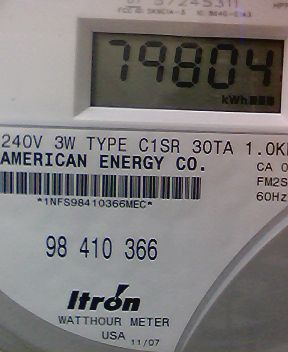 79804
kWh
240V 3W TYPE C1SR 30TA 1.0K
AMERICAN ENERGY CO.
CA 0
FM2S
60Hz
*1NFS98410366MEC*
98 410 366
Itron
WATTHOUR METER
USA 11/07